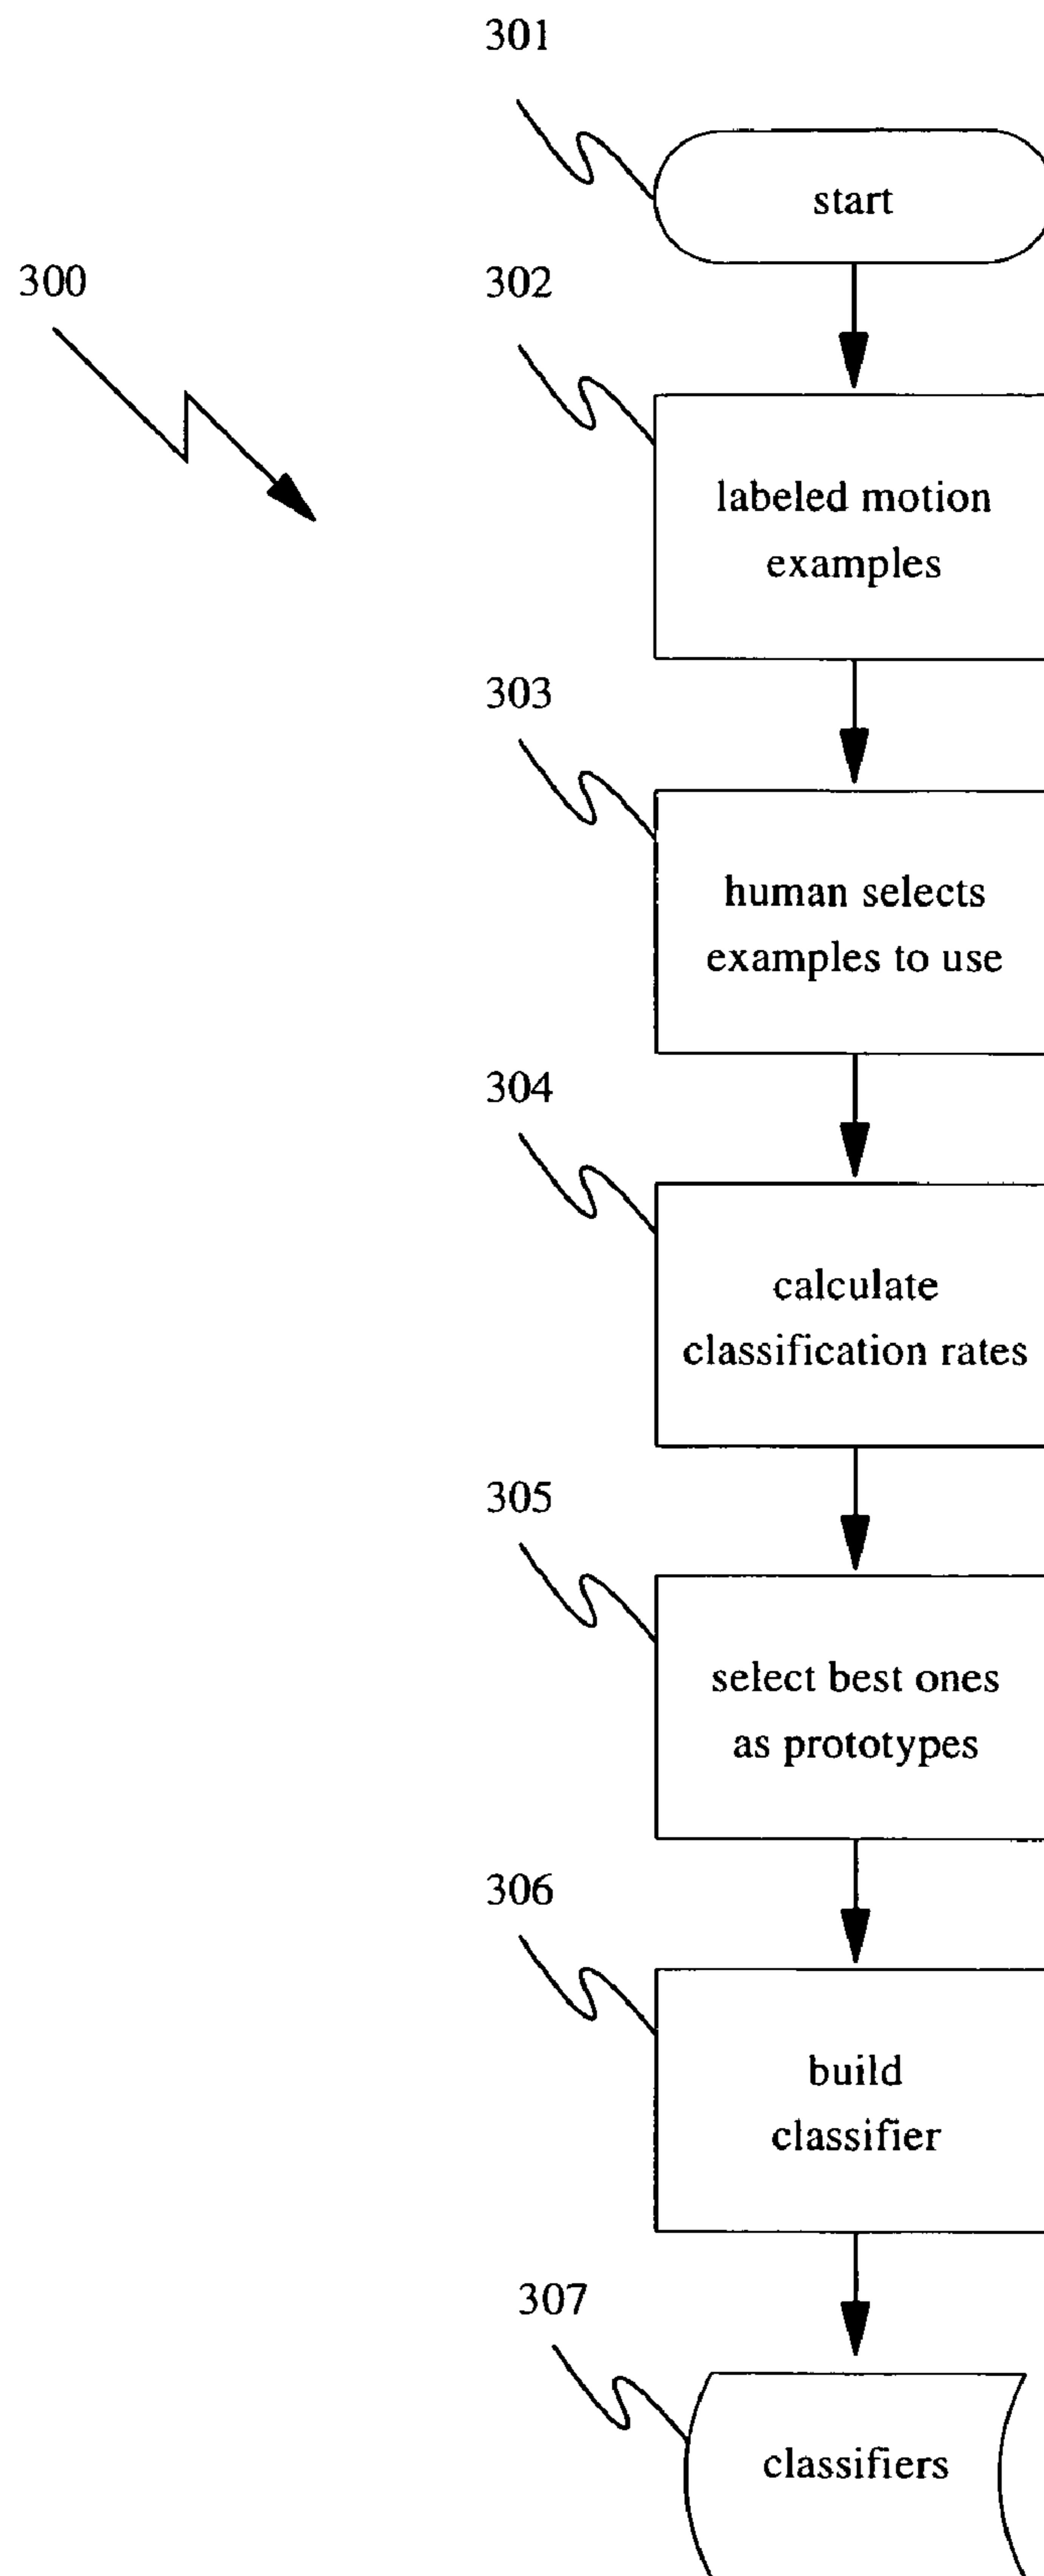 301
start
300
302
labeled motion
examples
303
human selects
examples to use
304
calculate
classification rates
305
select best ones
as prototypes
306
build
classifier
307
classifiers